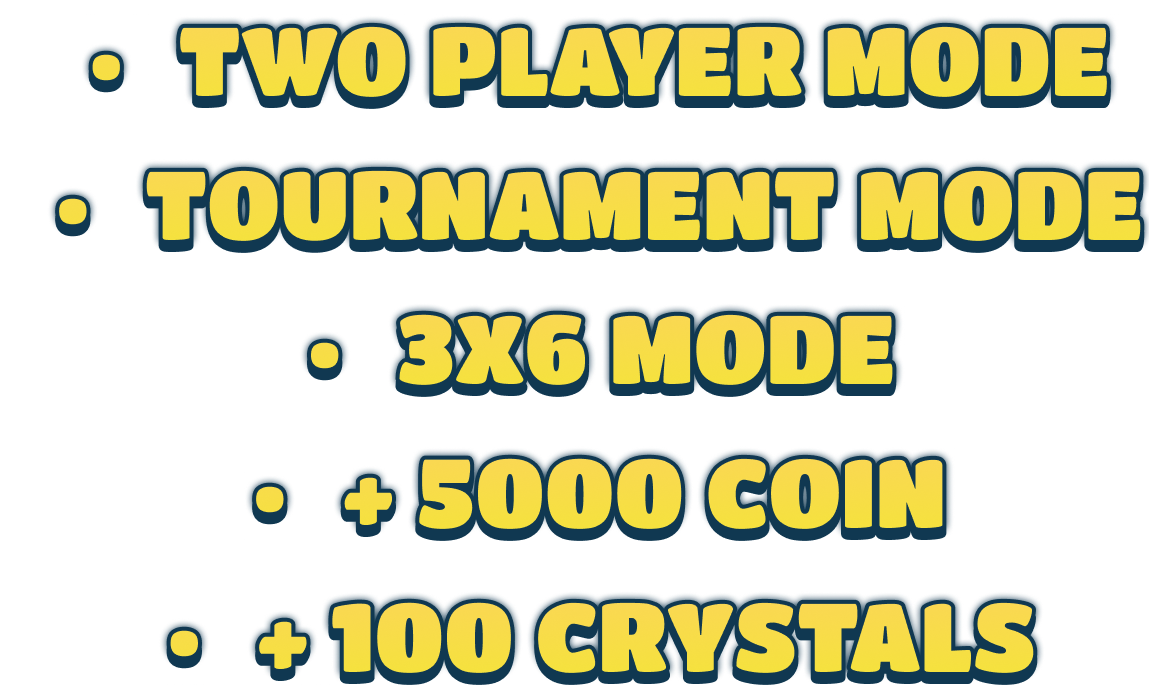 • TWO PLAYER MODE
• TOURNAMENT MODE
• 3X6 MODE
• + 5000 COIN
• + 100 CRYSTALS